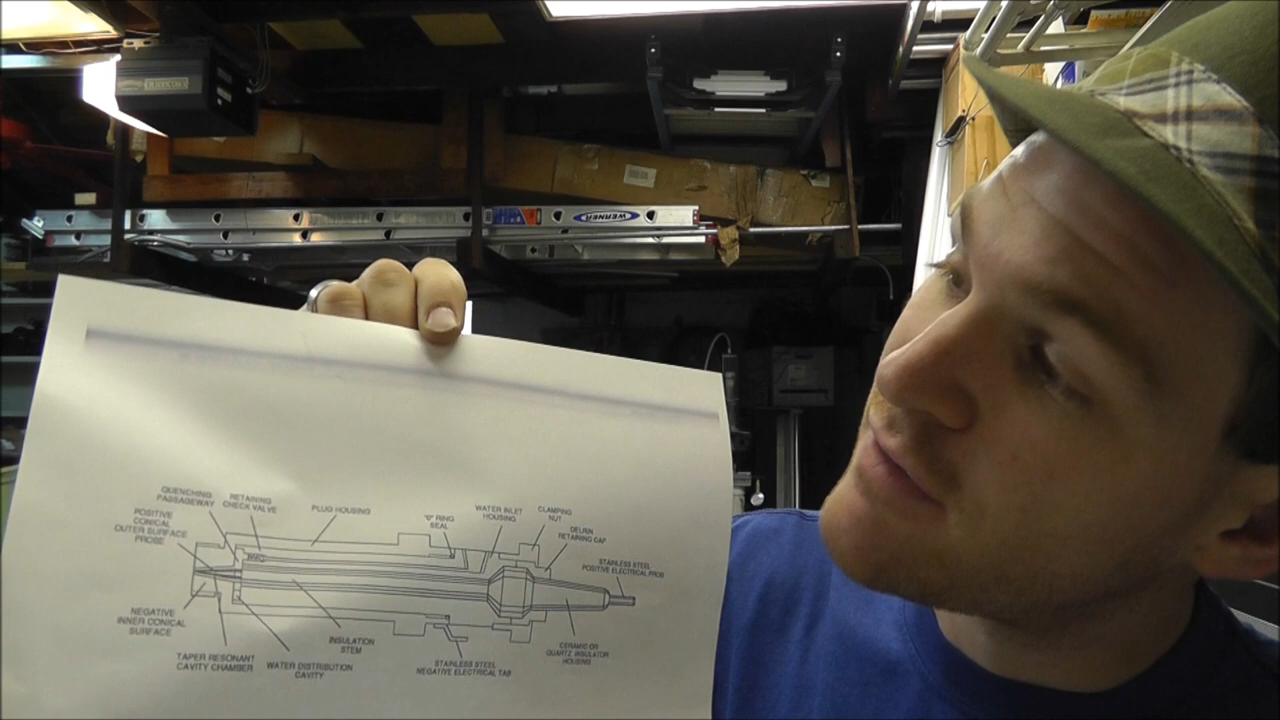 WERNER
QUENCHING
PASSAGEWAY
RETAINING
CHECK VALVE
PLUG HOUSING
"O" RING
SEAL
WATER INLET
HOUSING
CLAMPING
NUT
DELRIN
RETAINING CAP
POSITIVE
CONICAL
OUTER SURFACE
PROBE
STAINLESS STEEL
POSITIVE ELECTRICAL PROB
NEGATIVE
INNER CONICAL
SURFACE
TAPER RESONANT
CAVITY CHAMBER
WATER DISTRIBUTION
CAVITY
INSULATION
STEM
STAINLESS STEEL
NEGATIVE ELECTRICAL TAB
CERAMIC OR
QUARTZ INSULATOR
HOUSING